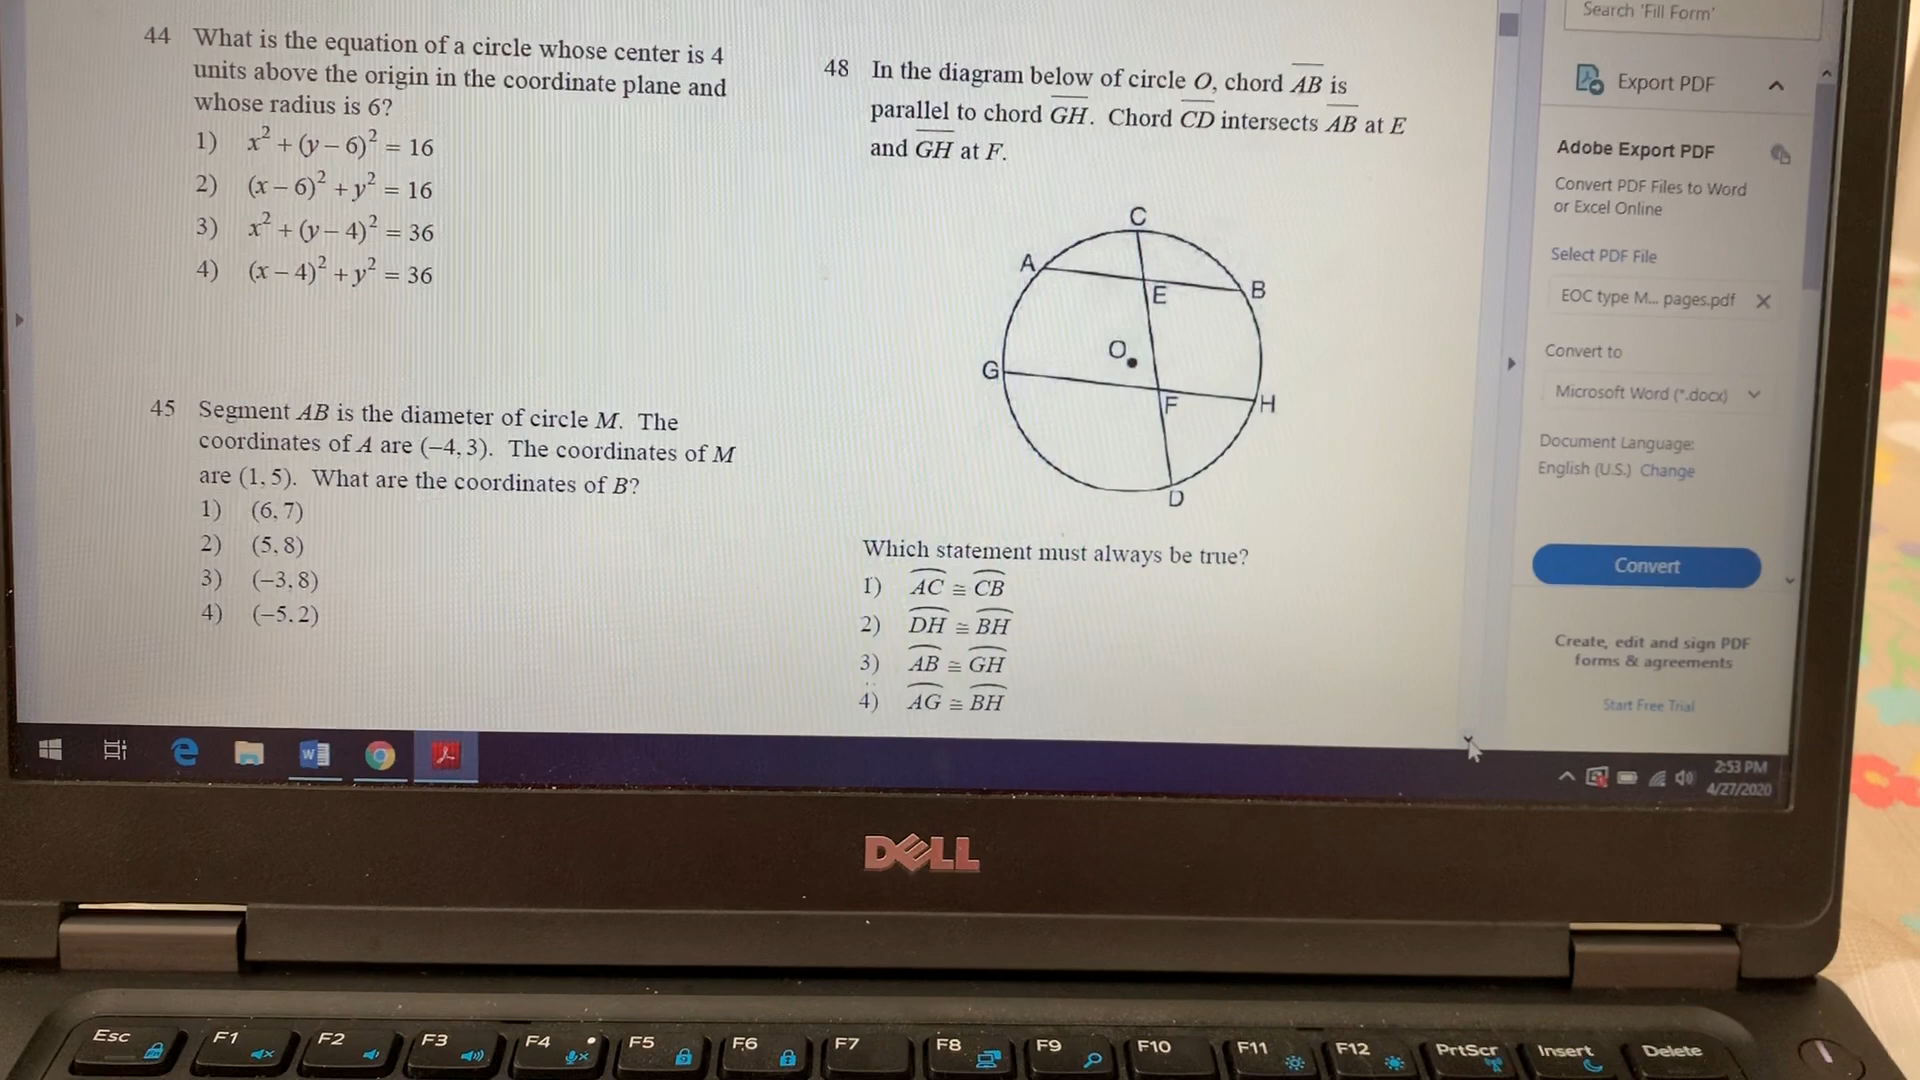 44 What is the equation of a circle whose center is 4
units above the origin in the coordinate plane and
whose radius is 6?
1) x² + (y – 6)² = 16
2) (x – 6)² + y² = 16
3) x² + (y – 4)² = 36
4) (x – 4)² + y² = 36
45 Segment AB is the diameter of circle M. The
coordinates of A are (–4, 3). The coordinates of M
are (1, 5). What are the coordinates of B?
1) (6, 7)
2) (5, 8)
3) (–3, 8)
4) (–5, 2)
48 In the diagram below of circle O, chord AB is
parallel to chord GH. Chord CD intersects AB at E
and GH at F.
C
A
E
B
O
G
F
H
D
Which statement must always be true?
1) AC ≅ CB
2) DH ≅ BH
3) AB ≅ GH
4) AG ≅ BH
Search 'Fill Form'
Export PDF
Adobe Export PDF
Convert PDF Files to Word
or Excel Online
Select PDF File
EOC type M... pages.pdf
Convert to
Microsoft Word (*.docx)
Document Language:
English (U.S.) Change
Convert
Create, edit and sign PDF
forms & agreements
Start Free Trial
2:53 PM
4/27/2020
DELL
Esc F1 F2 F3 F4 F5 F6 F7 F8 F9 F10 F11 F12 PrtScr Insert Delete